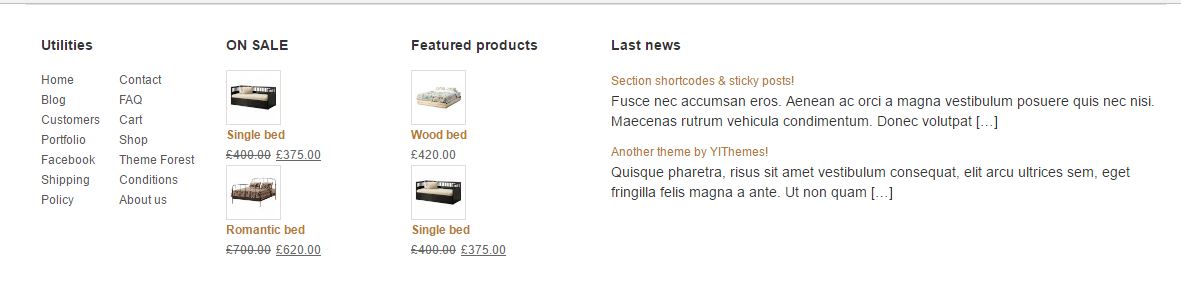 Utilities
Home
Blog
Customers
Portfolio
Facebook
Shipping
Policy
Contact
FAQ
Cart
Shop
Theme Forest
Conditions
About us
ON SALE
Single bed
£400.00 £375.00
Romantic bed
£700.00 £620.00
Featured products
Wood bed
£420.00
Single bed
£400.00 £375.00
Last news
Section shortcodes & sticky posts!
Fusce nec accumsan eros. Aenean ac orci a magna vestibulum posuere quis nec nisi.
Maecenas rutrum vehicula condimentum. Donec volutpat […]
Another theme by YIThemes!
Quisque pharetra, risus sit amet vestibulum consequat, elit arcu ultrices sem, eget
fringilla felis magna a ante. Ut non quam […]